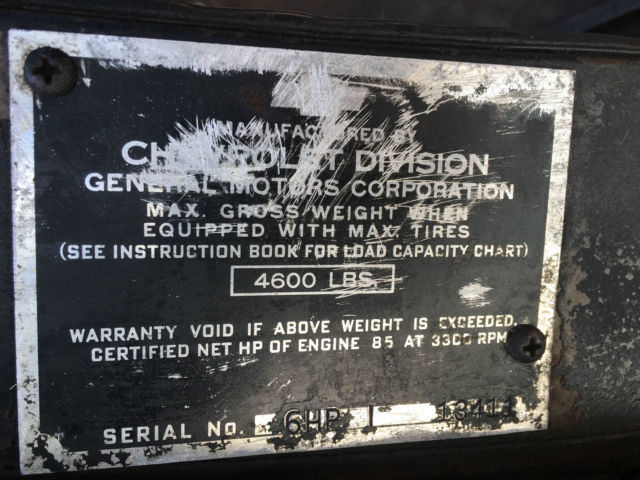 MANUFACTURED BY
CHEVROLET DIVISION
GENERAL MOTORS CORPORATION
MAX. GROSS WEIGHT WHEN
EQUIPPED WITH MAX. TIRES
(SEE INSTRUCTION BOOK FOR LOAD CAPACITY CHART)
4600 LBS.
WARRANTY VOID IF ABOVE WEIGHT IS EXCEEDED.
CERTIFIED NET HP OF ENGINE 85 AT 3300 RPM
SERIAL No. 6HP I 13411